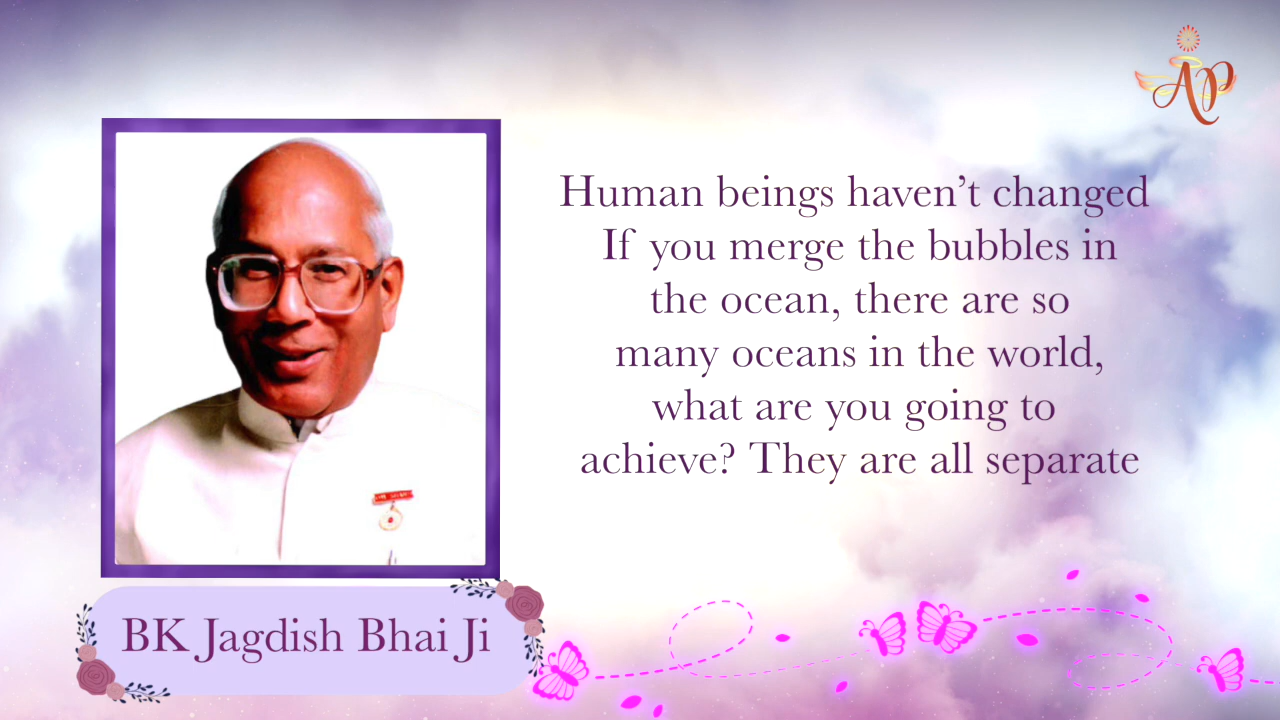 AP
Human beings haven’t changed
If you merge the bubbles in
the ocean, there are so
many oceans in the world,
what are you going to
achieve? They are all separate
BK Jagdish Bhai Ji